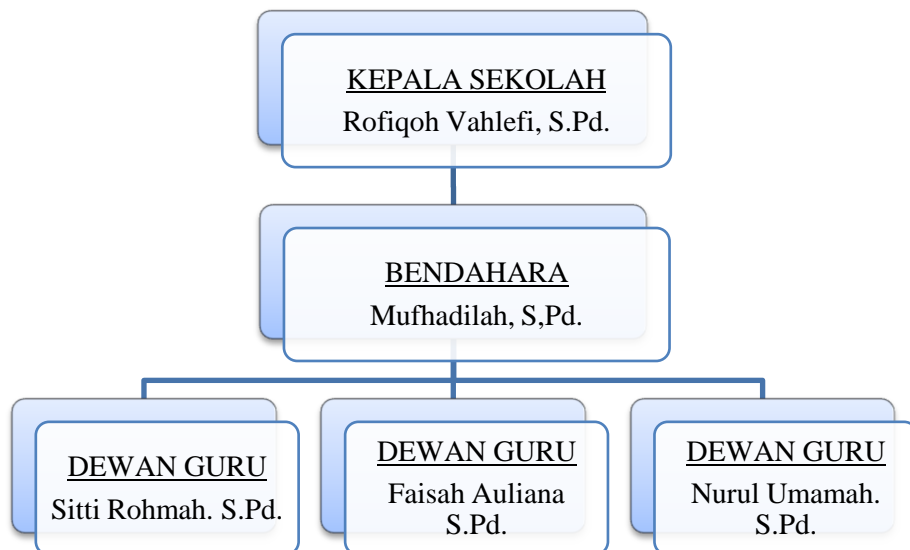 KEPALA SEKOLAH
Rofiqoh Vahlefi, S.Pd.
BENDAHARA
Mufhadilah, S,Pd.
DEWAN GURU
Sitti Rohmah. S.Pd.
DEWAN GURU
Faisah Auliana
S.Pd.
DEWAN GURU
Nurul Umamah.
S.Pd.